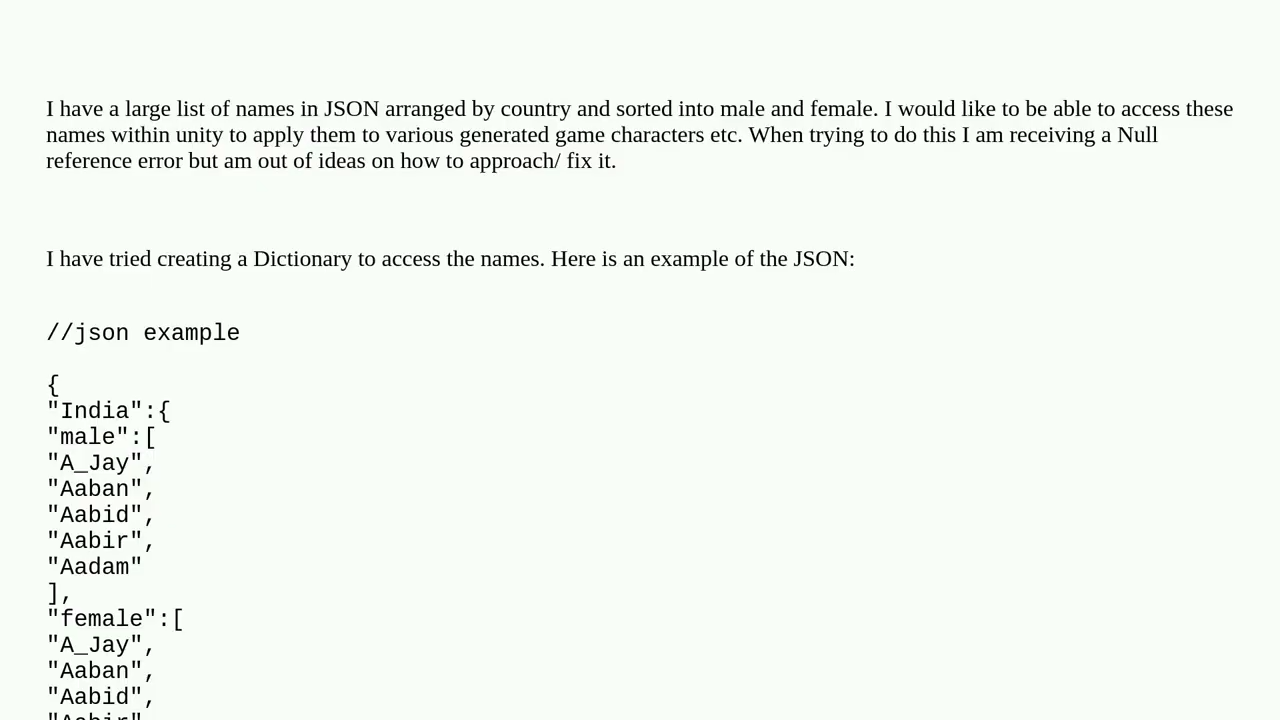 I have a large list of names in JSON arranged by country and sorted into male and female. I would like to be able to access these
names within unity to apply them to various generated game characters etc. When trying to do this I am receiving a Null
reference error but am out of ideas on how to approach/ fix it.
I have tried creating a Dictionary to access the names. Here is an example of the JSON:
//json example
{
"India":{
"male":[
"A_Jay",
"Aaban",
"Aabid",
"Aabir",
"Aadam"
],
"female":[
"A_Jay",
"Aaban",
"Aabid",